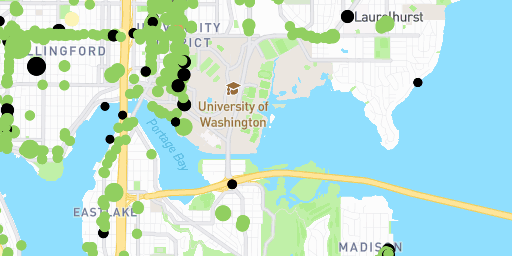 Laurelhurst
UNIVERSITY
DISTRICT
LLINGFORD
University of
Washington
Portage Bay
EASTLAKE
MADISON